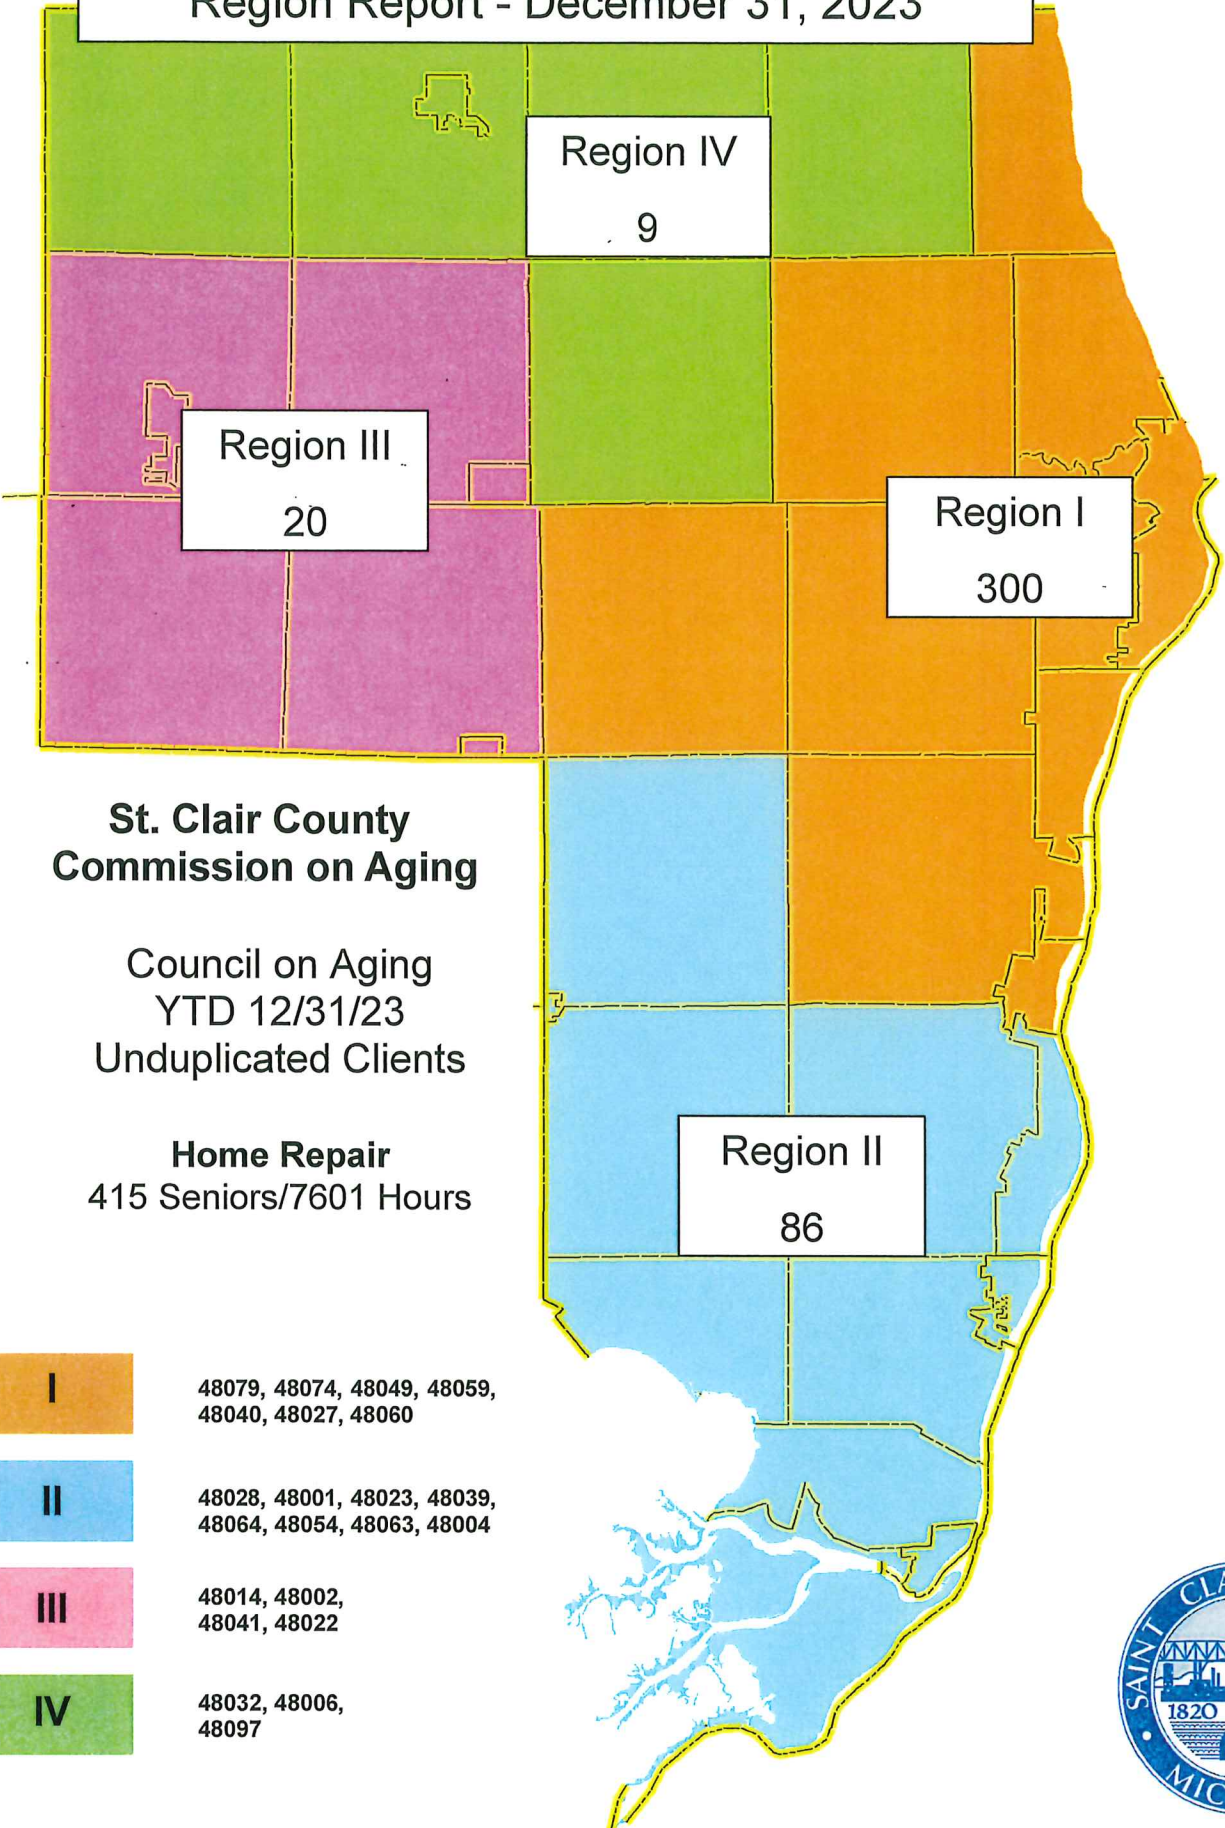 Region Report - December 31, 2023
Region IV
9
Region III
20
Region I
300
St. Clair County
Commission on Aging
Council on Aging
YTD 12/31/23
Unduplicated Clients
Home Repair
415 Seniors/7601 Hours
Region II
86
I
48079, 48074, 48049, 48059,
48040, 48027, 48060
II
48028, 48001, 48023, 48039,
48064, 48054, 48063, 48004
III
48014, 48002,
48041, 48022
IV
48032, 48006,
48097
SAINT CLA
1820
MIC